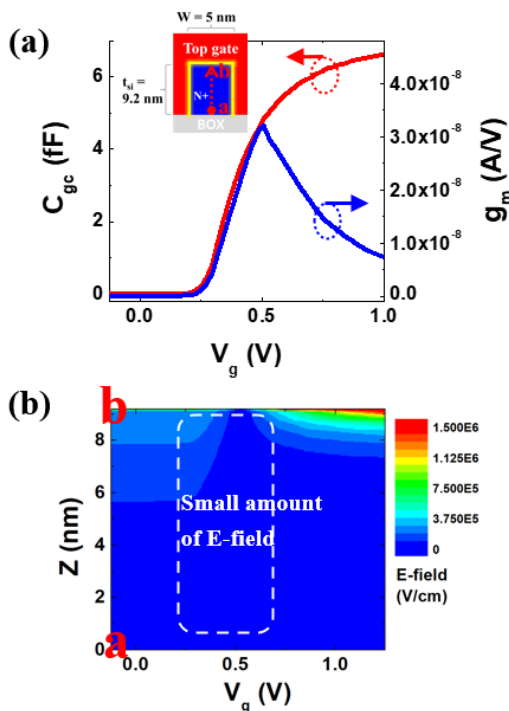 (a)
W = 5 nm
Top gate
b
t_si =
9.2 nm
N+
a
BOX
6
4
2
0
C_gc (fF)
4.0x10^-8
3.0x10^-8
2.0x10^-8
1.0x10^-8
0.0
g_m (A/V)
0.0
0.5
1.0
V_g (V)
(b)
b
8
6
4
2
0
a
Z (nm)
Small amount
of E-field
0.0
0.5
1.0
V_g (V)
1.500E6
1.125E6
7.500E5
3.750E5
0
E-field
(V/cm)